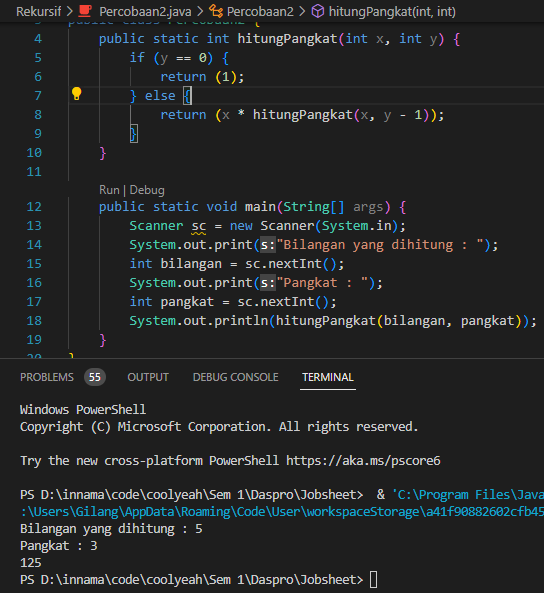 Rekursif > Percobaan2.java > Percobaan2 > hitungPangkat(int, int)
4 public static int hitungPangkat(int x, int y) {
5 if (y == 0) {
6 return (1);
7 } else {
8 return (x * hitungPangkat(x, y - 1));
9 }
10 }
11
Run | Debug
12 public static void main(String[] args) {
13 Scanner sc = new Scanner(System.in);
14 System.out.print(s:"Bilangan yang dihitung : ");
15 int bilangan = sc.nextInt();
16 System.out.print(s:"Pangkat : ");
17 int pangkat = sc.nextInt();
18 System.out.println(hitungPangkat(bilangan, pangkat));
19 }
PROBLEMS 55 OUTPUT DEBUG CONSOLE TERMINAL
Windows PowerShell
Copyright (C) Microsoft Corporation. All rights reserved.
Try the new cross-platform PowerShell https://aka.ms/pscore6
PS D:\innama\code\coolyeah\Sem 1\Daspro\Jobsheet> & 'C:\Program Files\Java
:\Users\Gilang\AppData\Roaming\Code\User\workspaceStorage\a41f90882602cfb45
Bilangan yang dihitung : 5
Pangkat : 3
125
PS D:\innama\code\coolyeah\Sem 1\Daspro\Jobsheet>